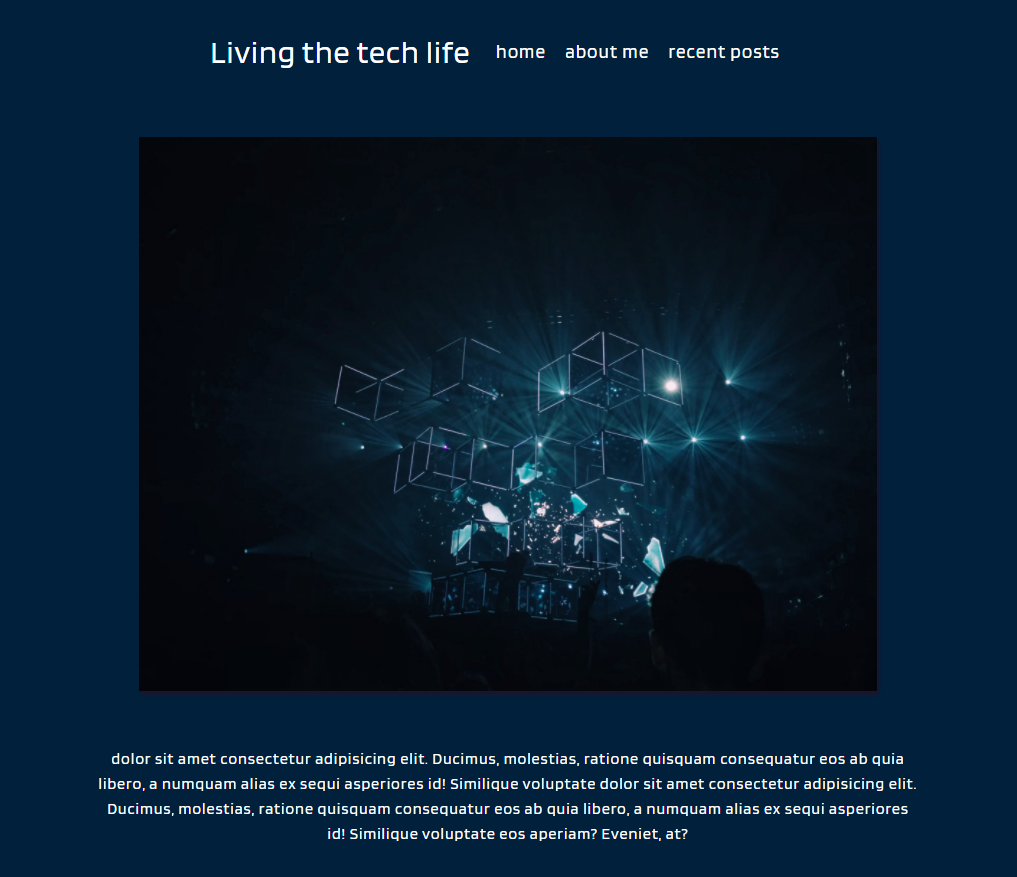 Living the tech life home about me recent posts
dolor sit amet consectetur adipisicing elit. Ducimus, molestias, ratione quisquam consequatur eos ab quia
libero, a numquam alias ex sequi asperiores id! Similique voluptate dolor sit amet consectetur adipisicing elit.
Ducimus, molestias, ratione quisquam consequatur eos ab quia libero, a numquam alias ex sequi asperiores
id! Similique voluptate eos aperiam? Eveniet, at?